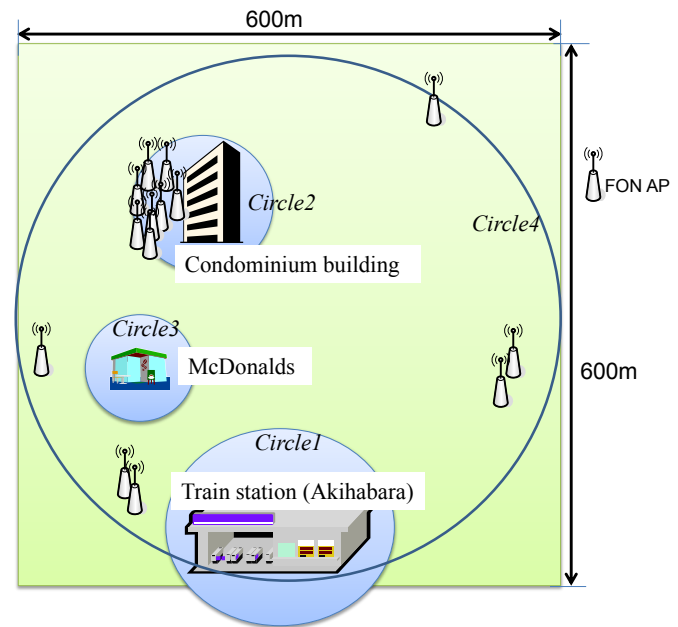 600m
FON AP
Circle2
Circle4
Condominium building
Circle3
McDonalds
600m
Circle1
Train station (Akihabara)